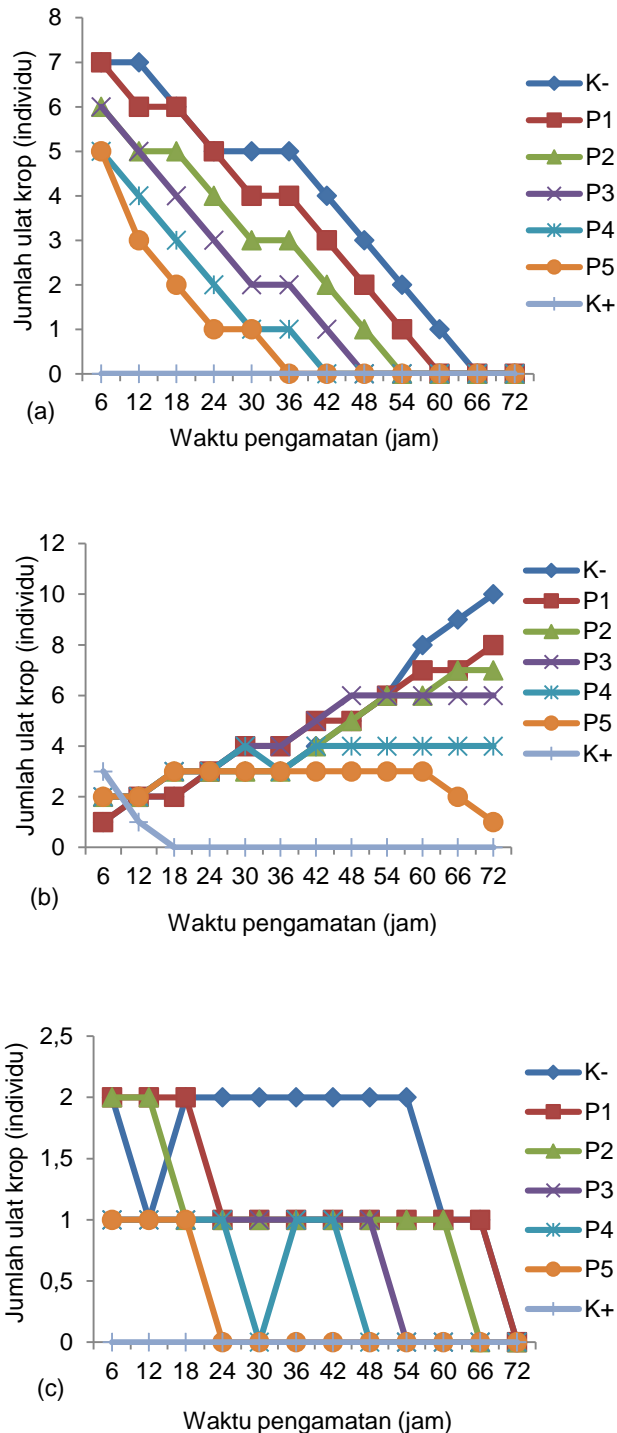 8
7
6
5
4
3
2
1
0
Jumlah ulat krop (individu)
6 12 18 24 30 36 42 48 54 60 66 72
Waktu pengamatan (jam)
(a)
K-
P1
P2
P3
P4
P5
K+
12
10
8
6
4
2
0
Jumlah ulat krop (individu)
6 12 18 24 30 36 42 48 54 60 66 72
Waktu pengamatan (jam)
(b)
K-
P1
P2
P3
P4
P5
K+
2,5
2
1,5
1
0,5
0
Jumlah ulat krop (individu)
6 12 18 24 30 36 42 48 54 60 66 72
Waktu pengamatan (jam)
(c)
K-
P1
P2
P3
P4
P5
K+